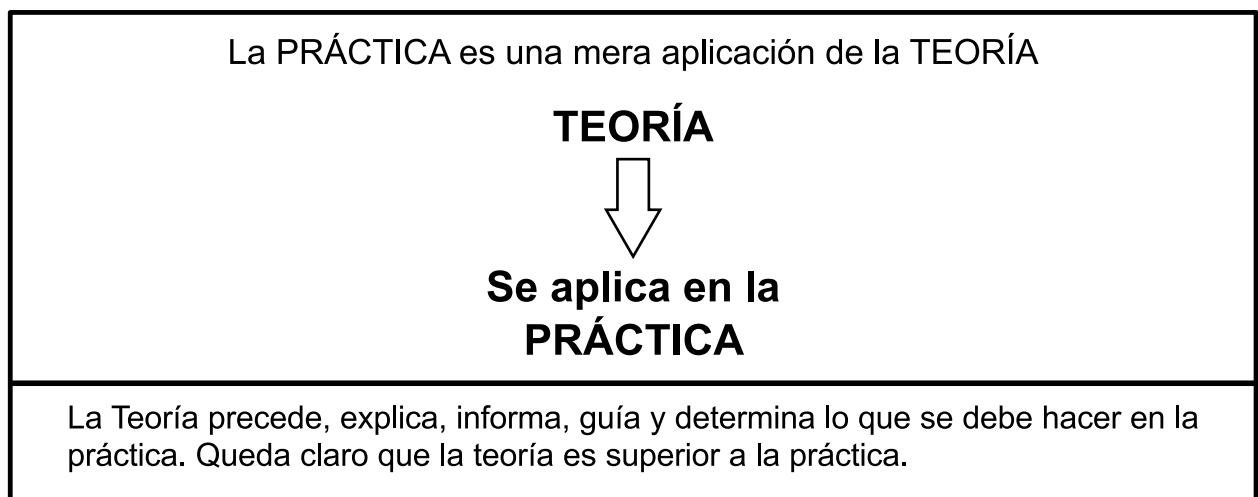 La PRÁCTICA es una mera aplicación de la TEORÍA
TEORÍA
Se aplica en la
PRÁCTICA
La Teoría precede, explica, informa, guía y determina lo que se debe hacer en la
práctica. Queda claro que la teoría es superior a la práctica.